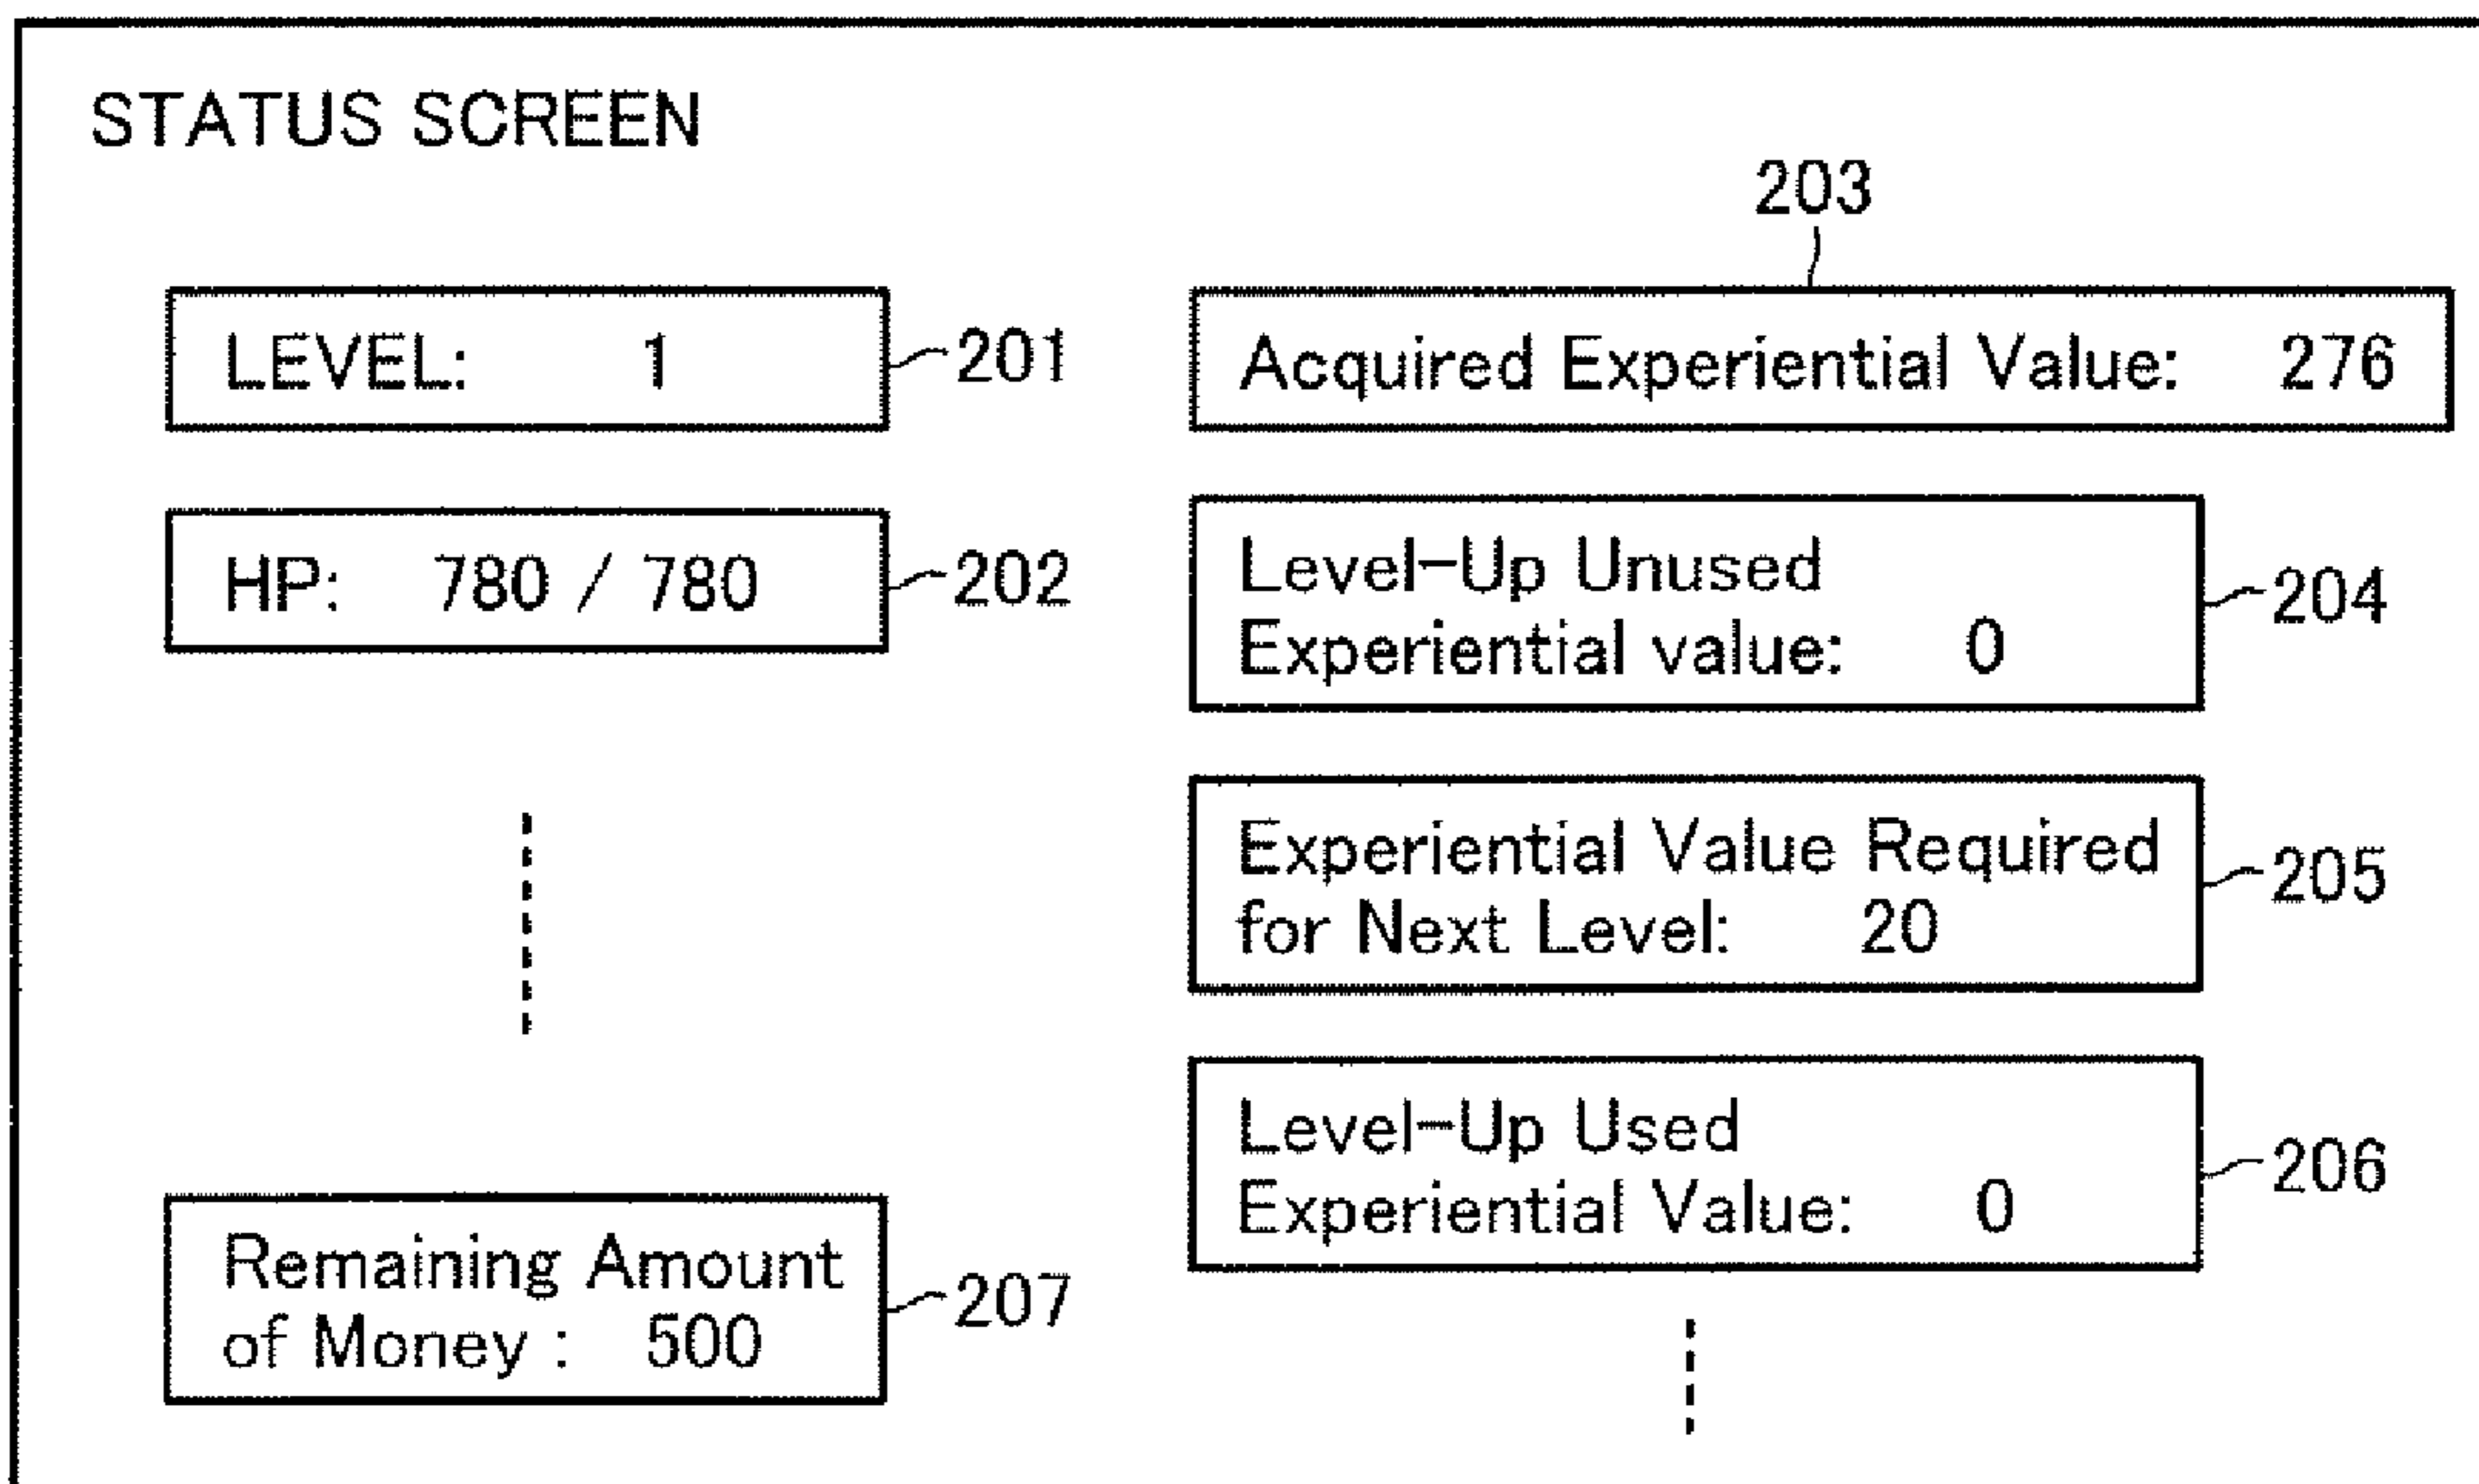 STATUS SCREEN
203
LEVEL: 1
201
Acquired Experiential Value: 276
HP: 780 / 780
202
Level-Up Unused
Experiential value: 0
204
Experiential Value Required
for Next Level: 20
205
Level-Up Used
Experiential Value: 0
206
Remaining Amount
of Money : 500
207